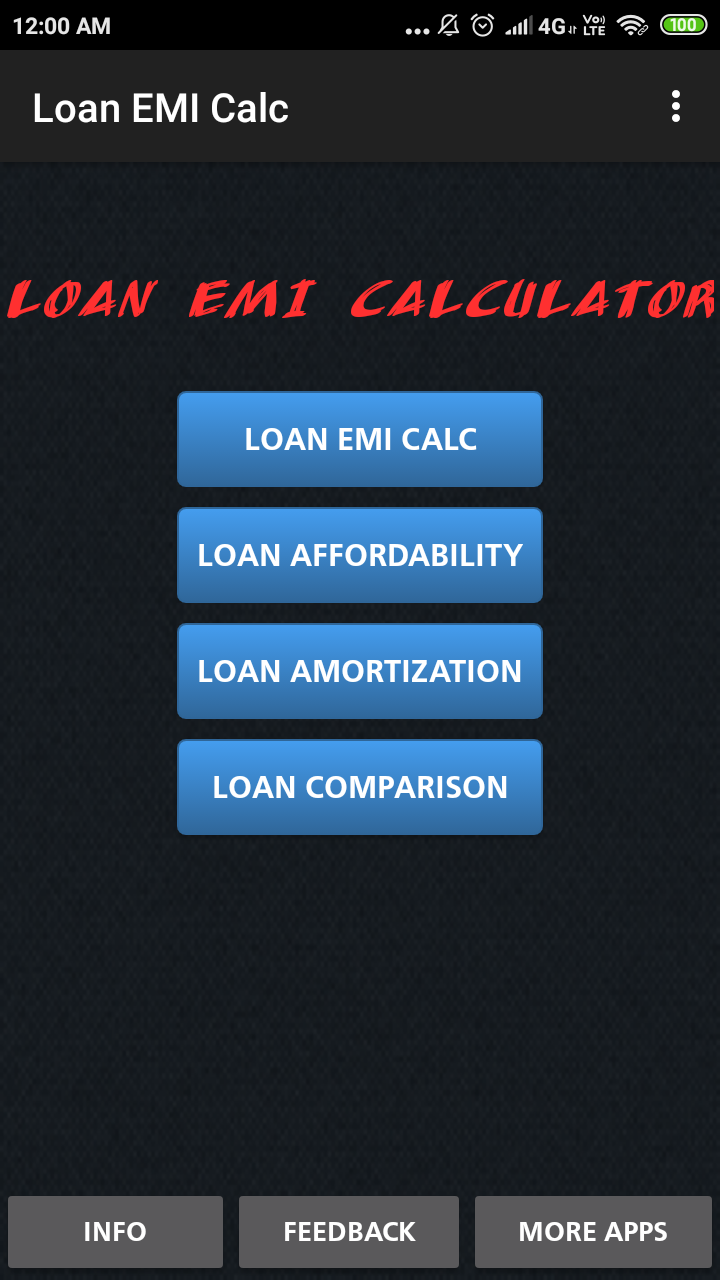 12:00 AM ... 4G Vo LTE 100
Loan EMI Calc
LOAN EMI CALCULATOR
LOAN EMI CALC
LOAN AFFORDABILITY
LOAN AMORTIZATION
LOAN COMPARISON
INFO FEEDBACK MORE APPS